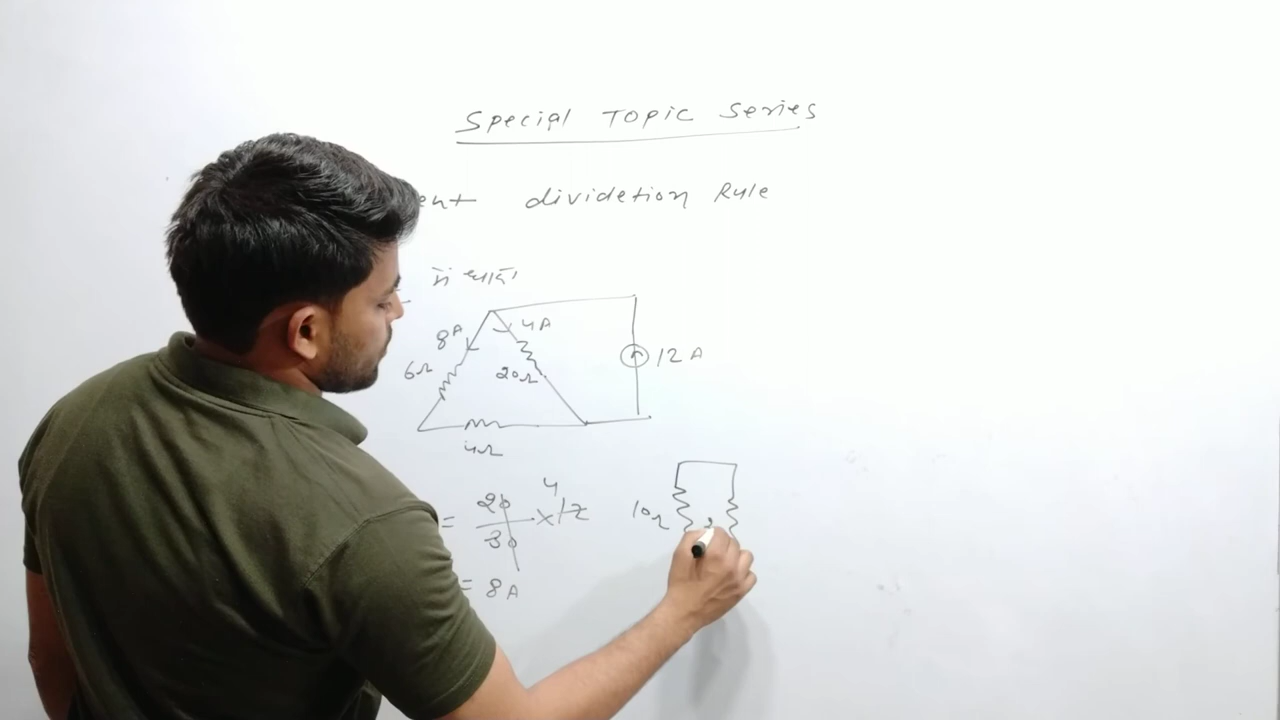 Special Topic Series
ent dividetion Rule
में धारा
8A 4A
6Ω 20Ω 12 A
4Ω
= 20/30 × 12 4
10Ω
= 8A